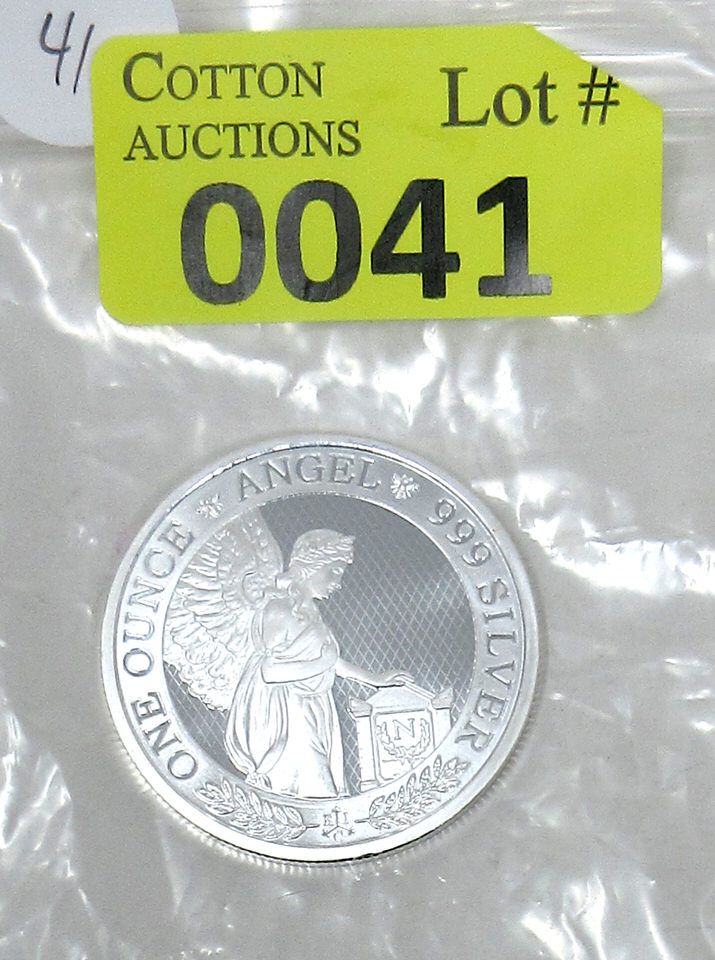 41
COTTON
AUCTIONS
Lot #
0041
ONE OUNCE ANGEL 999 SILVER
N